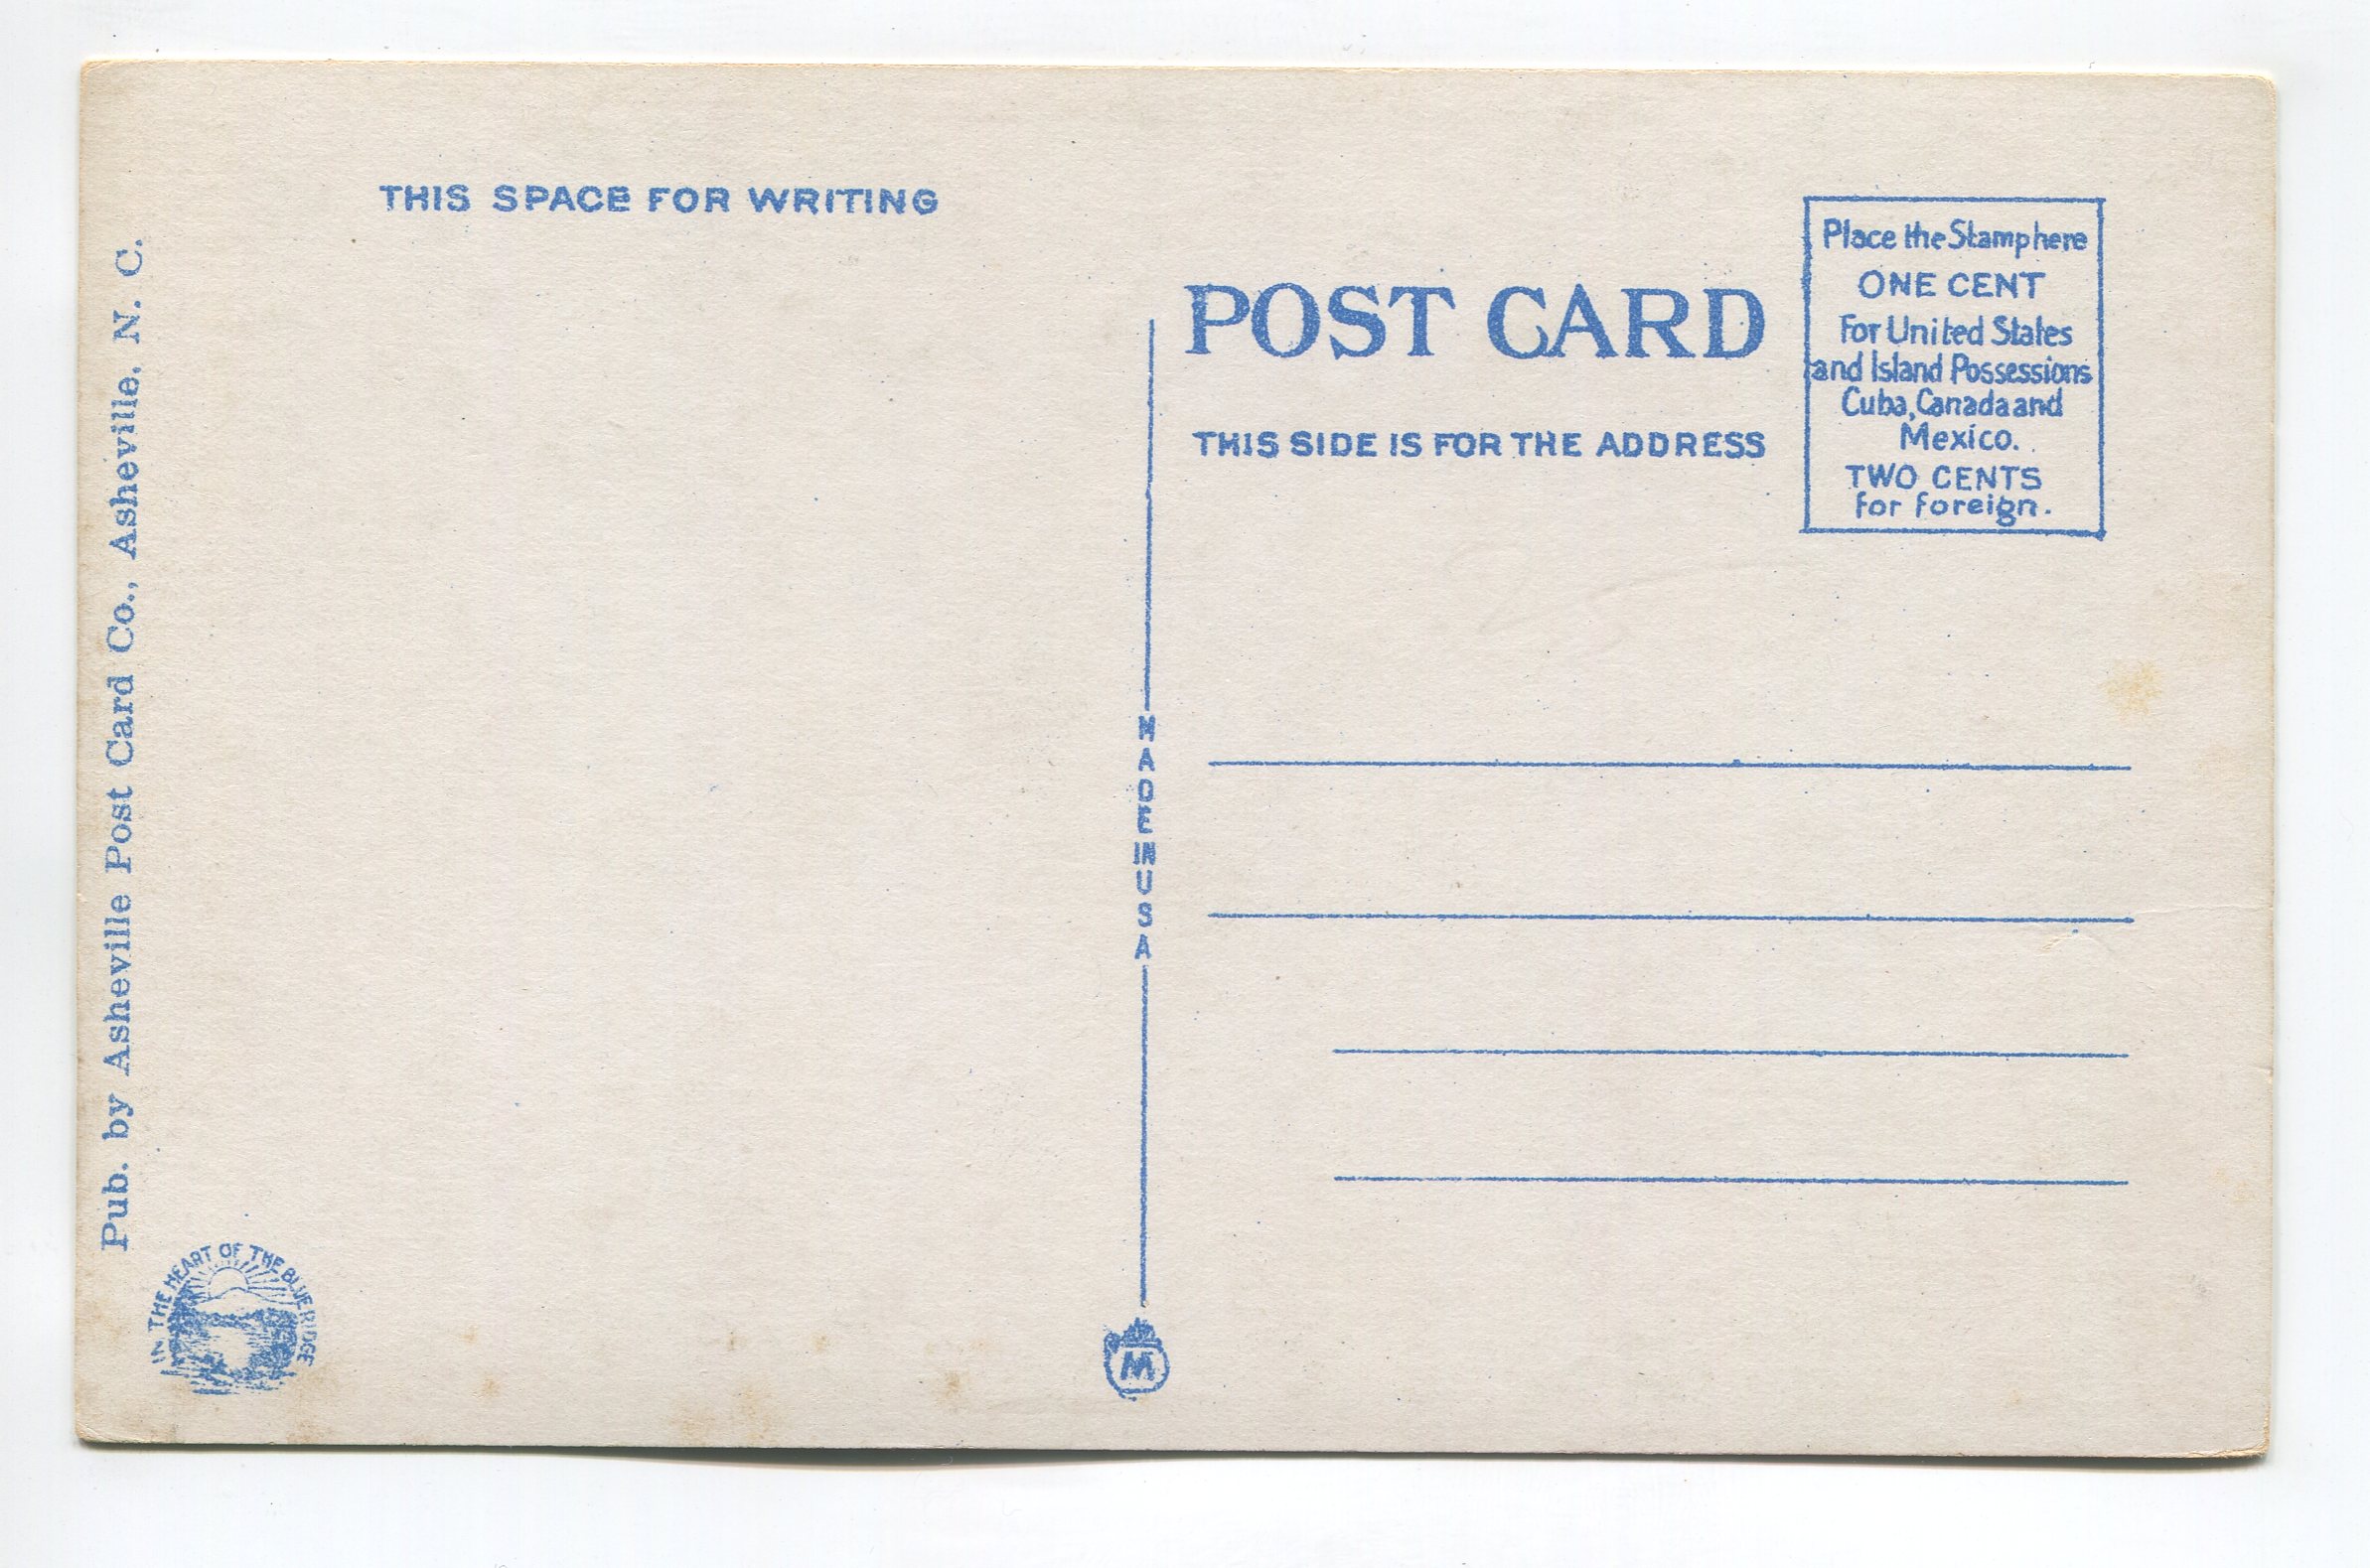 THIS SPACE FOR WRITING
Pub. by Asheville Post Card Co., Asheville, N. C.
IN THE HEART OF THE BLUE RIDGE
POST CARD
THIS SIDE IS FOR THE ADDRESS
Place the Stamp here
ONE CENT
For United States
and Island Possessions
Cuba, Canada and
Mexico.
TWO CENTS
for foreign.
MADE IN USA
M